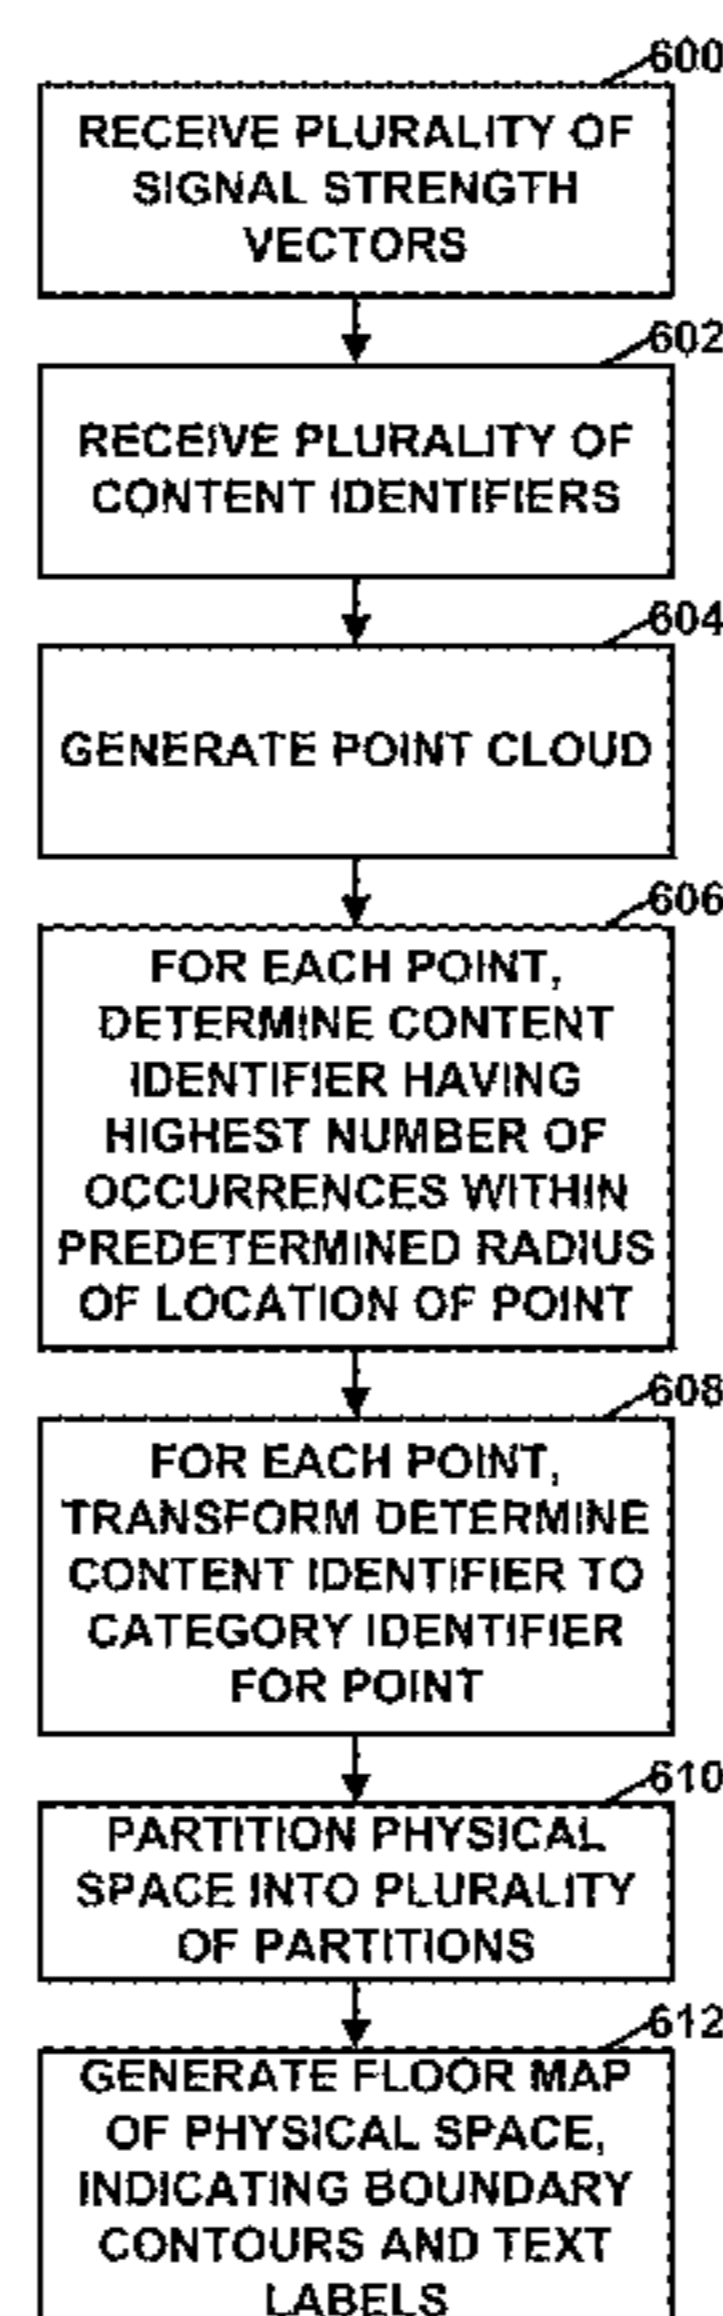 600
RECEIVE PLURALITY OF
SIGNAL STRENGTH
VECTORS
602
RECEIVE PLURALITY OF
CONTENT IDENTIFIERS
604
GENERATE POINT CLOUD
606
FOR EACH POINT,
DETERMINE CONTENT
IDENTIFIER HAVING
HIGHEST NUMBER OF
OCCURRENCES WITHIN
PREDETERMINED RADIUS
OF LOCATION OF POINT
608
FOR EACH POINT,
TRANSFORM DETERMINE
CONTENT IDENTIFIER TO
CATEGORY IDENTIFIER
FOR POINT
610
PARTITION PHYSICAL
SPACE INTO PLURALITY
OF PARTITIONS
612
GENERATE FLOOR MAP
OF PHYSICAL SPACE,
INDICATING BOUNDARY
CONTOURS AND TEXT
LABELS